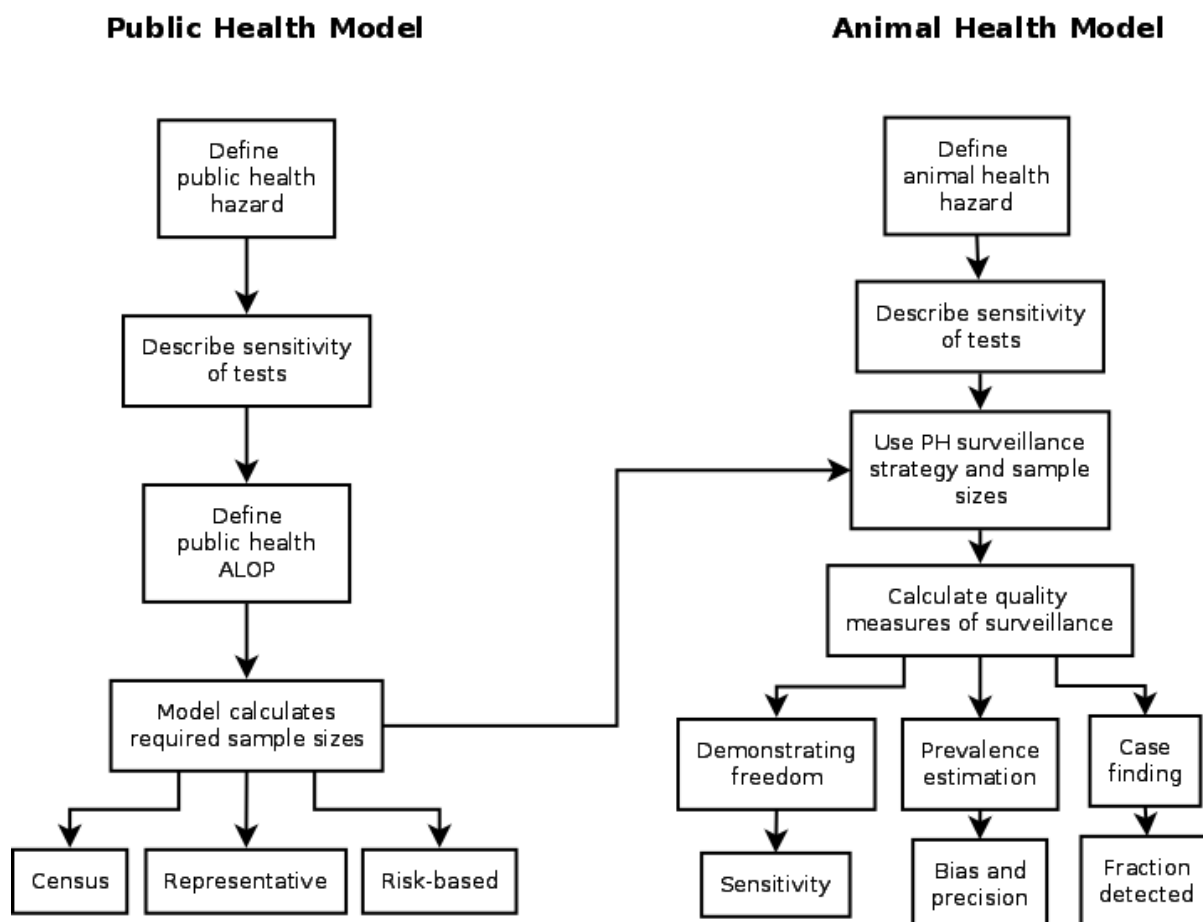 Public Health Model
Animal Health Model
Define
public health
hazard
Describe sensitivity
of tests
Define
public health
ALOP
Model calculates
required sample sizes
Census
Representative
Risk-based
Define
animal health
hazard
Describe sensitivity
of tests
Use PH surveillance
strategy and sample
sizes
Calculate quality
measures of surveillance
Demonstrating
freedom
Prevalence
estimation
Case
finding
Sensitivity
Bias and
precision
Fraction
detected